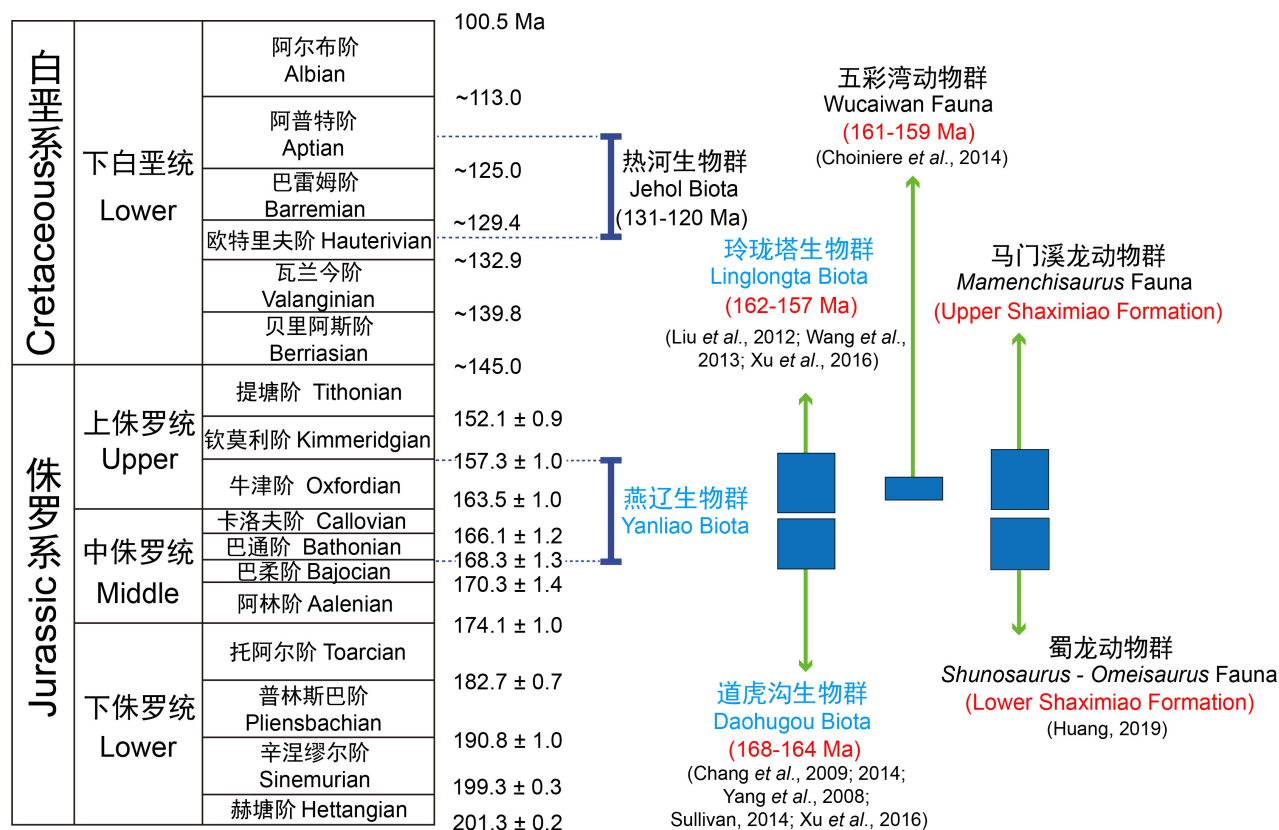 白垩系
Cretaceous
下白垩统
Lower
阿尔布阶
Albian
阿普特阶
Aptian
巴雷姆阶
Barremian
欧特里夫阶 Hauterivian
瓦兰今阶
Valanginian
贝里阿斯阶
Berriasian
侏罗系
Jurassic
上侏罗统
Upper
提塘阶 Tithonian
钦莫利阶 Kimmeridgian
牛津阶 Oxfordian
中侏罗统
Middle
卡洛夫阶 Callovian
巴通阶 Bathonian
巴柔阶 Bajocian
阿林阶 Aalenian
下侏罗统
Lower
托阿尔阶 Toarcian
普林斯巴阶
Pliensbachian
辛涅缪尔阶
Sinemurian
赫塘阶 Hettangian
100.5 Ma
~113.0
~125.0
~129.4
~132.9
~139.8
~145.0
152.1 ± 0.9
157.3 ± 1.0
163.5 ± 1.0
166.1 ± 1.2
168.3 ± 1.3
170.3 ± 1.4
174.1 ± 1.0
182.7 ± 0.7
190.8 ± 1.0
199.3 ± 0.3
201.3 ± 0.2
热河生物群
Jehol Biota
(131-120 Ma)
燕辽生物群
Yanliao Biota
玲珑塔生物群
Linglongta Biota
(162-157 Ma)
(Liu et al., 2012; Wang et al.,
2013; Xu et al., 2016)
道虎沟生物群
Daohugou Biota
(168-164 Ma)
(Chang et al., 2009; 2014;
Yang et al., 2008;
Sullivan, 2014; Xu et al., 2016)
五彩湾动物群
Wucaiwan Fauna
(161-159 Ma)
(Choiniere et al., 2014)
马门溪龙动物群
Mamenchisaurus Fauna
(Upper Shaximiao Formation)
蜀龙动物群
Shunosaurus - Omeisaurus Fauna
(Lower Shaximiao Formation)
(Huang, 2019)